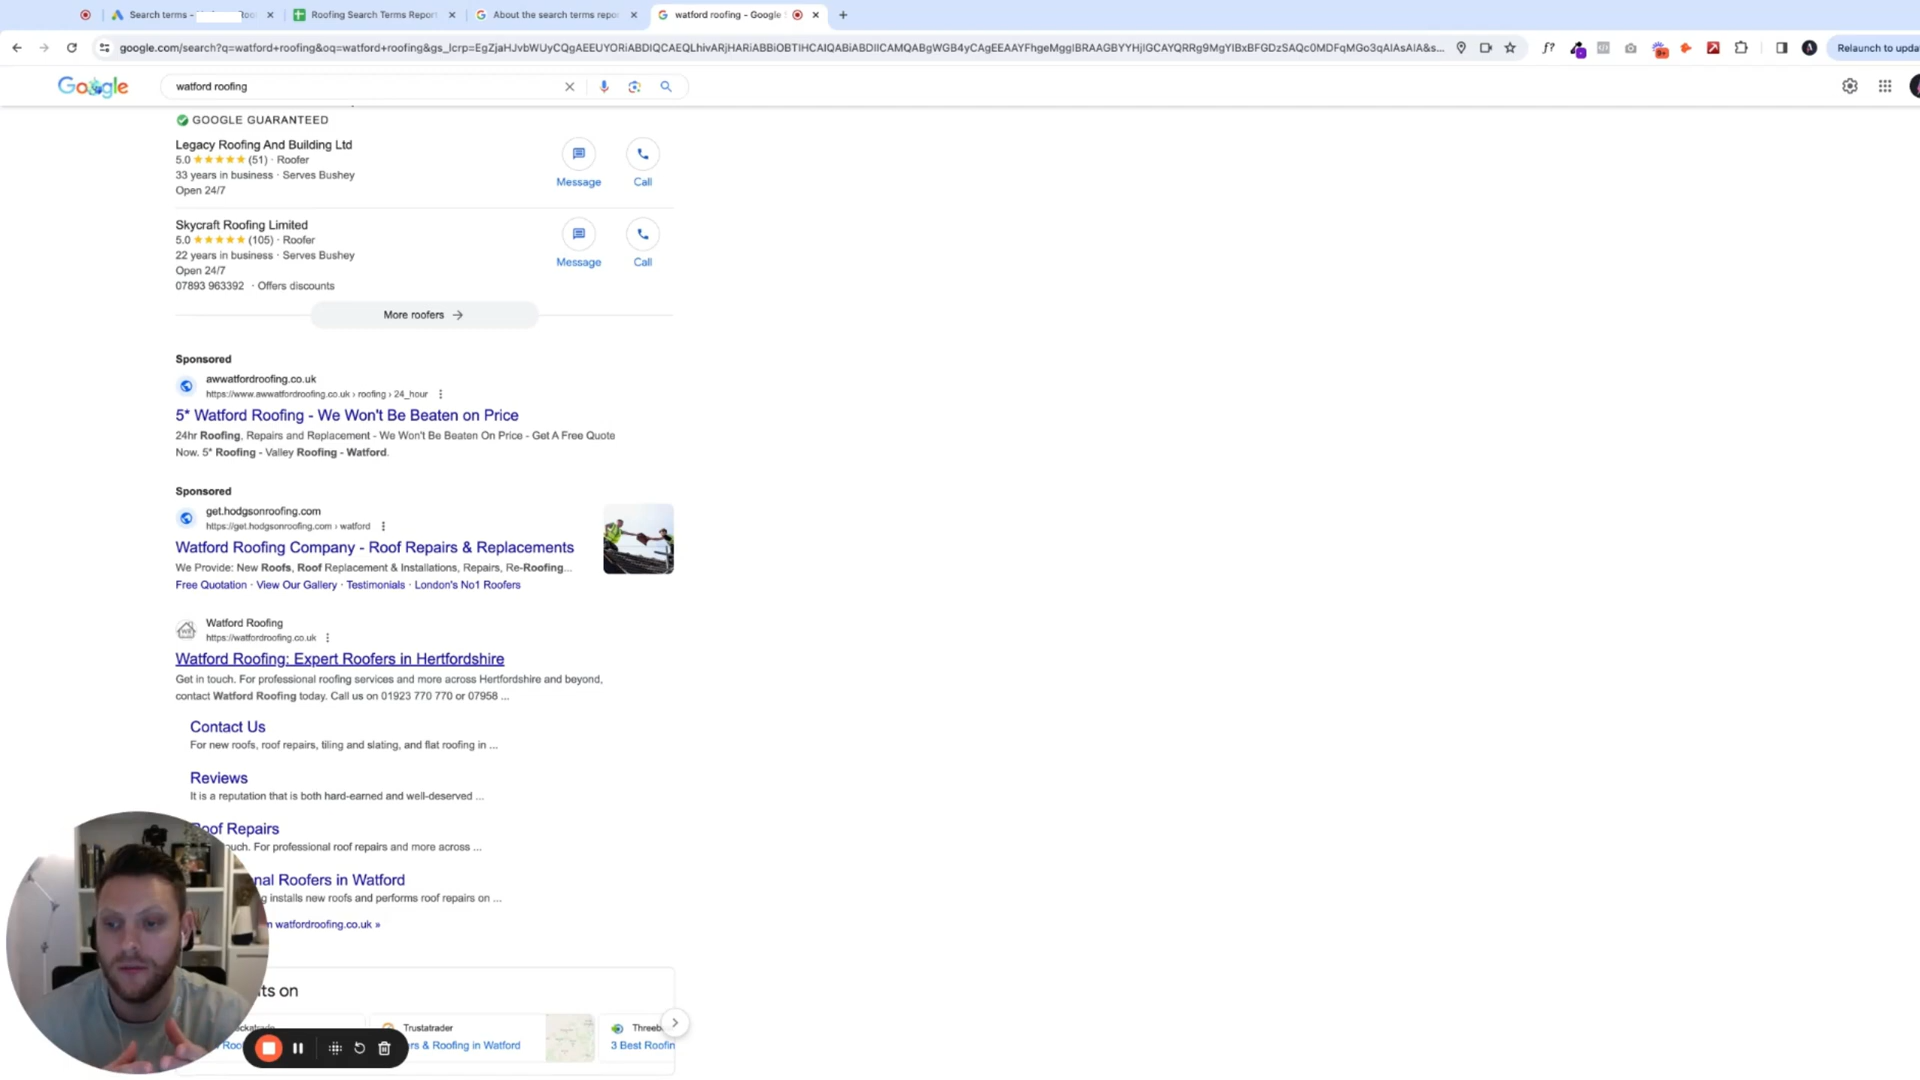 Search terms -
Roofing Search Terms Repor
About the search terms repo
watford roofing - Google
google.com/search?q=watford+roofing&oq=watford+roofing&gs_lcrp=EgZjaHJvbWUyCQgAEEUYORiABDIQCAEQLhivARjHARiABBiOBTIHCAIQABiABDIICAMQABgWGB4yCAgEEAAYFhgeMggIBRAAGBYYHjIGCAYQRRg9MgYIBxBFGDzSAQc0MDFqMGo3qAIAsAIA&s...
Relaunch to upda
Google
watford roofing
GOOGLE GUARANTEED
Legacy Roofing And Building Ltd
5.0 ★★★★★ (51) · Roofer
33 years in business · Serves Bushey
Open 24/7
Message
Call
Skycraft Roofing Limited
5.0 ★★★★★ (105) · Roofer
22 years in business · Serves Bushey
Open 24/7
07893 963392 · Offers discounts
Message
Call
More roofers →
Sponsored
awwatfordroofing.co.uk
https://www.awwatfordroofing.co.uk › roofing › 24_hour
5* Watford Roofing - We Won't Be Beaten on Price
24hr Roofing, Repairs and Replacement - We Won't Be Beaten On Price - Get A Free Quote
Now. 5* Roofing - Valley Roofing - Watford.
Sponsored
get.hodgsonroofing.com
https://get.hodgsonroofing.com › watford
Watford Roofing Company - Roof Repairs & Replacements
We Provide: New Roofs, Roof Replacement & Installations, Repairs, Re-Roofing...
Free Quotation · View Our Gallery · Testimonials · London's No1 Roofers
Watford Roofing
https://watfordroofing.co.uk
Watford Roofing: Expert Roofers in Hertfordshire
Get in touch. For professional roofing services and more across Hertfordshire and beyond,
contact Watford Roofing today. Call us on 01923 770 770 or 07958 ...
Contact Us
For new roofs, roof repairs, tiling and slating, and flat roofing in ...
Reviews
It is a reputation that is both hard-earned and well-deserved ...
oof Repairs
uch. For professional roof repairs and more across ...
nal Roofers in Watford
g installs new roofs and performs roof repairs on ...
m watfordroofing.co.uk »
ts on
Trustatrader
rs & Roofing in Watford
Threeb
3 Best Roofin